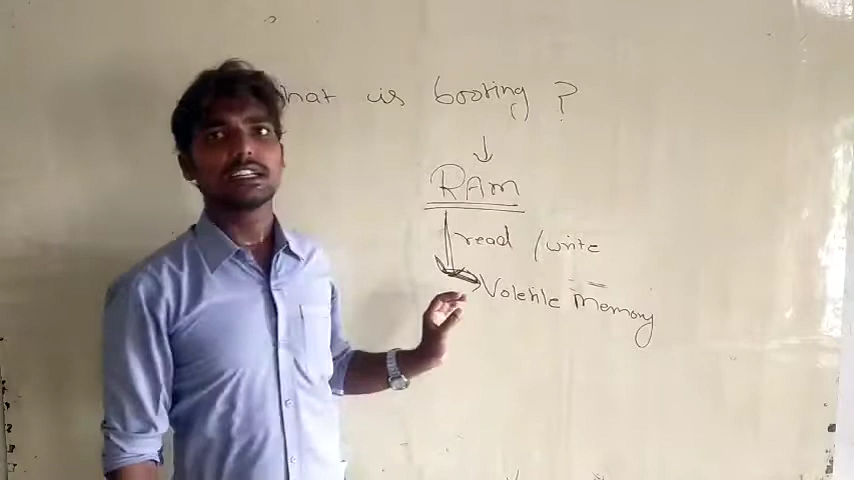 hat is booting ?
RAM
read / write
Volatile Memory